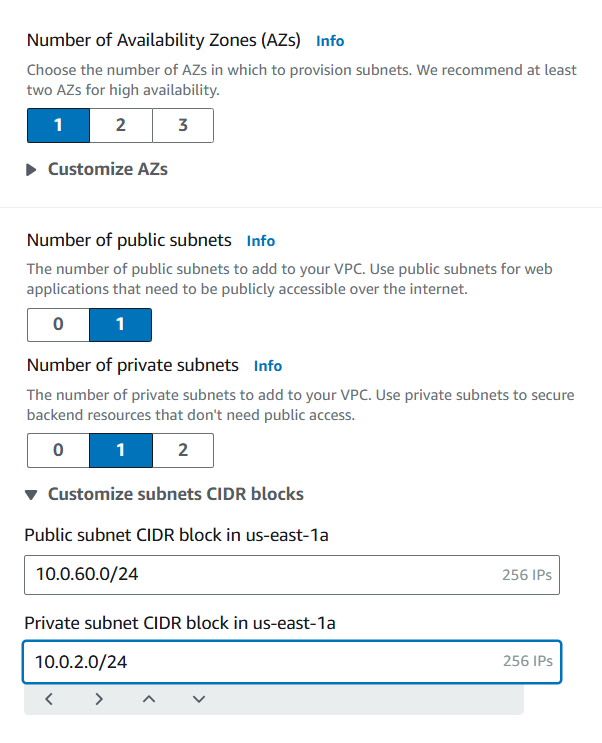 Number of Availability Zones (AZs) Info
Choose the number of AZs in which to provision subnets. We recommend at least
two AZs for high availability.
1 2 3
Customize AZs
Number of public subnets Info
The number of public subnets to add to your VPC. Use public subnets for web
applications that need to be publicly accessible over the internet.
0 1
Number of private subnets Info
The number of private subnets to add to your VPC. Use private subnets to secure
backend resources that don't need public access.
0 1 2
Customize subnets CIDR blocks
Public subnet CIDR block in us-east-1a
10.0.60.0/24 256 IPs
Private subnet CIDR block in us-east-1a
10.0.2.0/24 256 IPs